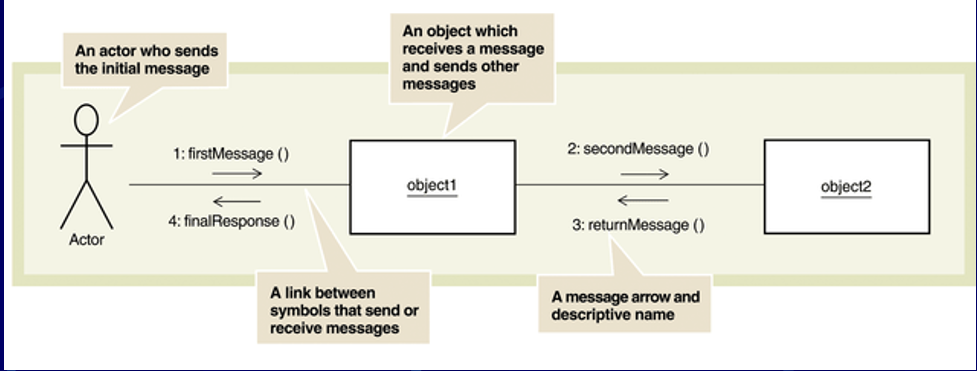 An actor who sends
the initial message
An object which
receives a message
and sends other
messages
1: firstMessage ()
2: secondMessage ()
object1
object2
4: finalResponse ()
3: returnMessage ()
Actor
A link between
symbols that send or
receive messages
A message arrow and
descriptive name